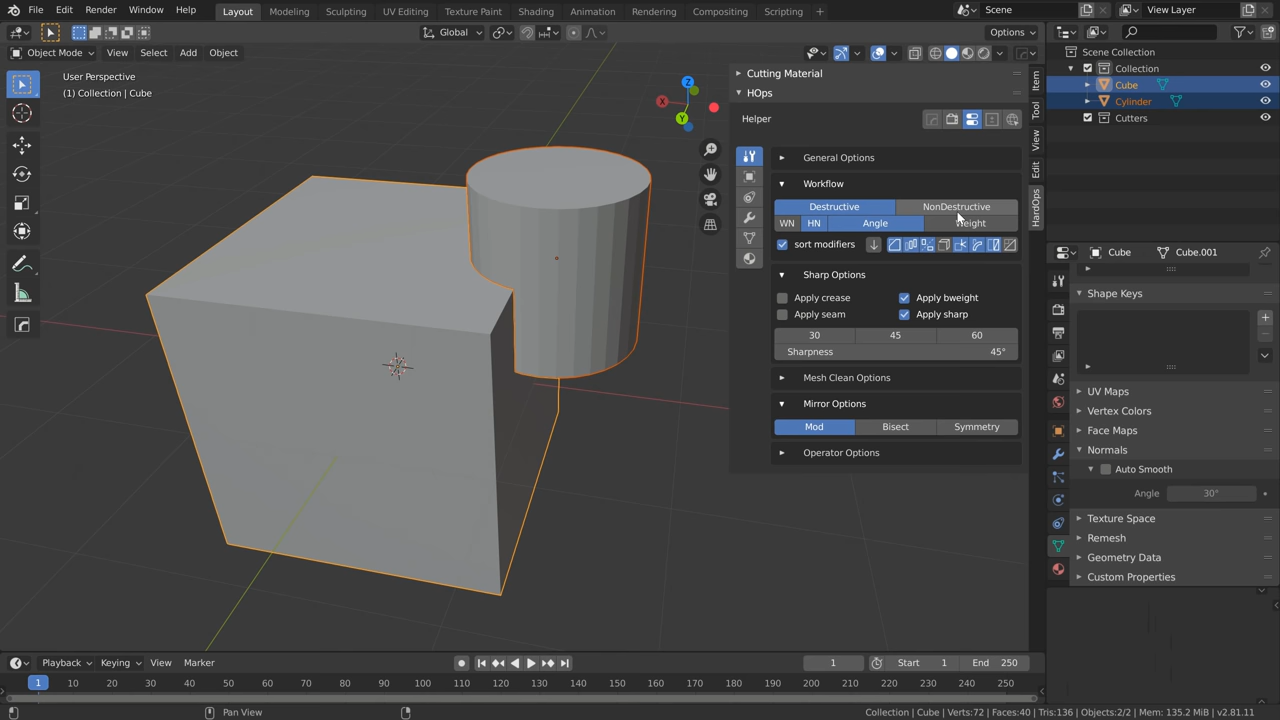 File Edit Render Window Help Layout Modeling Sculpting UV Editing Texture Paint Shading Animation Rendering Compositing Scripting + Scene View Layer
Global Options
Object Mode View Select Add Object
User Perspective
(1) Collection | Cube
Z
X
Y
Cutting Material
HOps
Helper
General Options
Workflow
Destructive NonDestructive
WN HN Angle Weight
sort modifiers
Sharp Options
Apply crease Apply bweight
Apply seam Apply sharp
30 45 60
Sharpness 45°
Mesh Clean Options
Mirror Options
Mod Bisect Symmetry
Operator Options
Item
Tool
View
Edit
HardOps
Scene Collection
Collection
Cube
Cylinder
Cutters
Cube Cube.001
Shape Keys
UV Maps
Vertex Colors
Face Maps
Normals
Auto Smooth
Angle 30°
Texture Space
Remesh
Geometry Data
Custom Properties
Playback Keying View Marker 1 Start 1 End 250
1 10 20 30 40 50 60 70 80 90 100 110 120 130 140 150 160 170 180 190 200 210 220 230 240 250
Pan View Collection | Cube | Verts:72 | Faces:40 | Tris:136 | Objects:2/2 | Mem: 135.2 MiB | v2.81.11